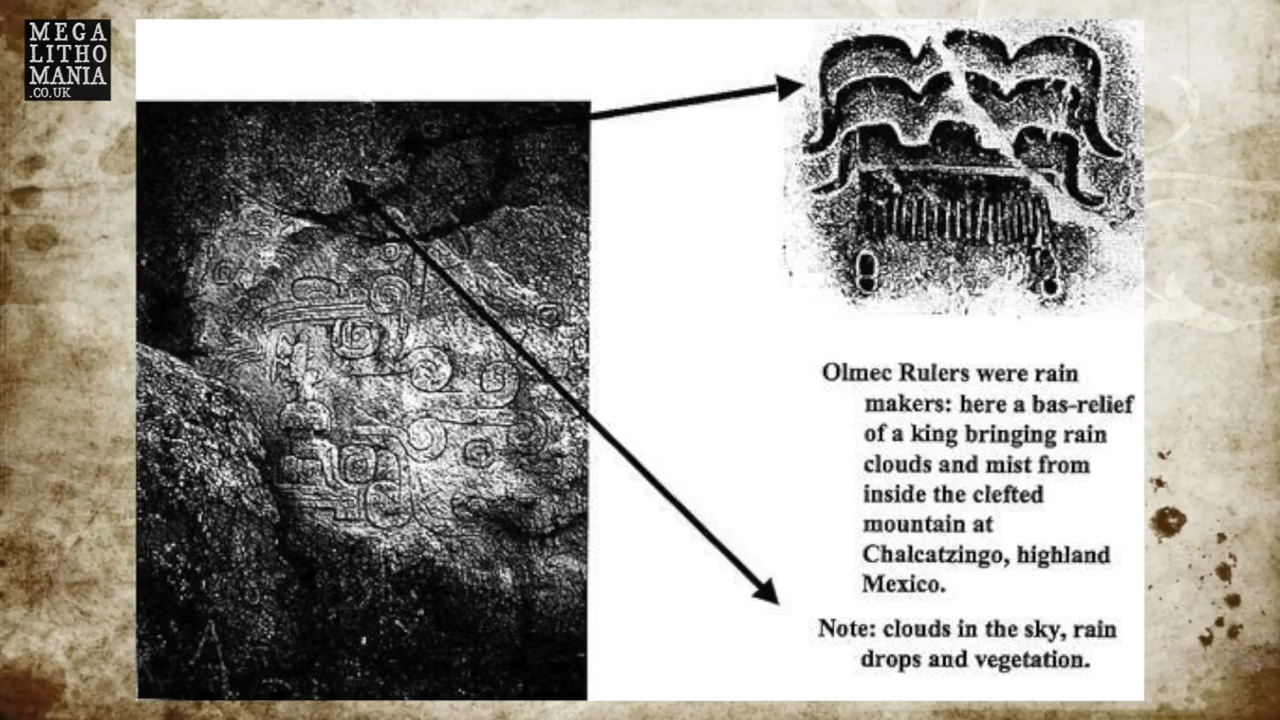 MEGA
LITHO
MANIA
.CO.UK
Olmec Rulers were rain
makers: here a bas-relief
of a king bringing rain
clouds and mist from
inside the clefted
mountain at
Chalcatzingo, highland
Mexico.
Note: clouds in the sky, rain
drops and vegetation.